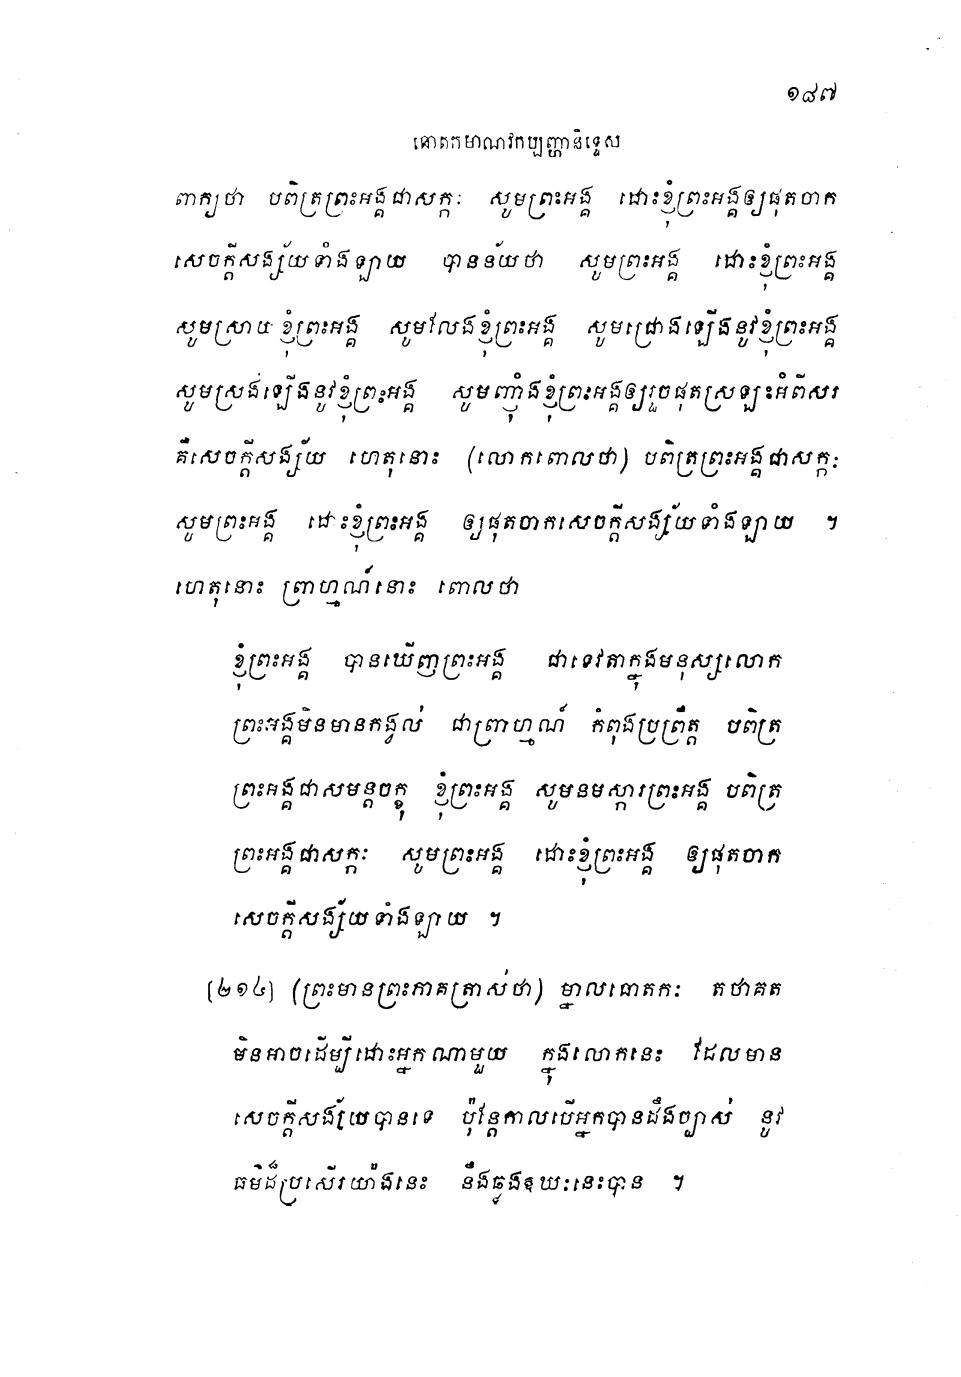 ១៨៧
ធោតកមាណវកប្បញ្ហានិទ្ទេស
ពាក្យថា បពិត្រព្រះអង្គជាសក្កៈ សូមព្រះអង្គ ដោះខ្ញុំព្រះអង្គឲ្យផុតចាក
សេចក្តីសង្ស័យទាំងឡាយ បានន័យថា សូមព្រះអង្គ ដោះខ្ញុំព្រះអង្គ
សូមស្រាយខ្ញុំព្រះអង្គ សូមលែងខ្ញុំព្រះអង្គ សូមជ្រោងឡើងនូវខ្ញុំព្រះអង្គ
សូមស្រង់ឡើងនូវខ្ញុំព្រះអង្គ សូមញ៉ាំងខ្ញុំព្រះអង្គឲ្យរួចផុតស្រឡះអំពីសរ
គឺសេចក្តីសង្ស័យ ហេតុនោះ (លោកពោលថា) បពិត្រព្រះអង្គជាសក្កៈ
សូមព្រះអង្គ ដោះខ្ញុំព្រះអង្គ ឲ្យផុតចាកសេចក្តីសង្ស័យទាំងឡាយ ។
ហេតុនោះ ព្រាហ្មណ៍នោះ ពោលថា
ខ្ញុំព្រះអង្គ បានឃើញព្រះអង្គ ជាទេវតាក្នុងមនុស្សលោក
ព្រះអង្គមិនមានកង្វល់ ជាព្រាហ្មណ៍ កំពុងប្រព្រឹត្ត បពិត្រ
ព្រះអង្គជាសមន្តចក្ខុ ខ្ញុំព្រះអង្គ សូមនមស្ការព្រះអង្គ បពិត្រ
ព្រះអង្គជាសក្កៈ សូមព្រះអង្គ ដោះខ្ញុំព្រះអង្គ ឲ្យផុតចាក
សេចក្តីសង្ស័យទាំងឡាយ ។
[២១៤] (ព្រះមានព្រះភាគត្រាស់ថា) ម្នាលធោតកៈ តថាគត
មិនអាចដើម្បីដោះអ្នកណាមួយ ក្នុងលោកនេះ ដែលមាន
សេចក្តីសង្ស័យបានទេ ប៉ុន្តែកាលបើអ្នកបានដឹងច្បាស់ នូវ
ធម៌ដ៏ប្រសើរយ៉ាងនេះ នឹងឆ្លងឱឃៈនេះបាន ។